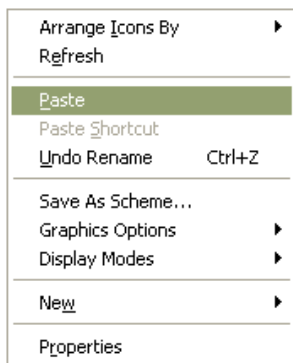 Arrange Icons By
Refresh
Paste
Paste Shortcut
Undo Rename Ctrl+Z
Save As Scheme...
Graphics Options
Display Modes
New
Properties